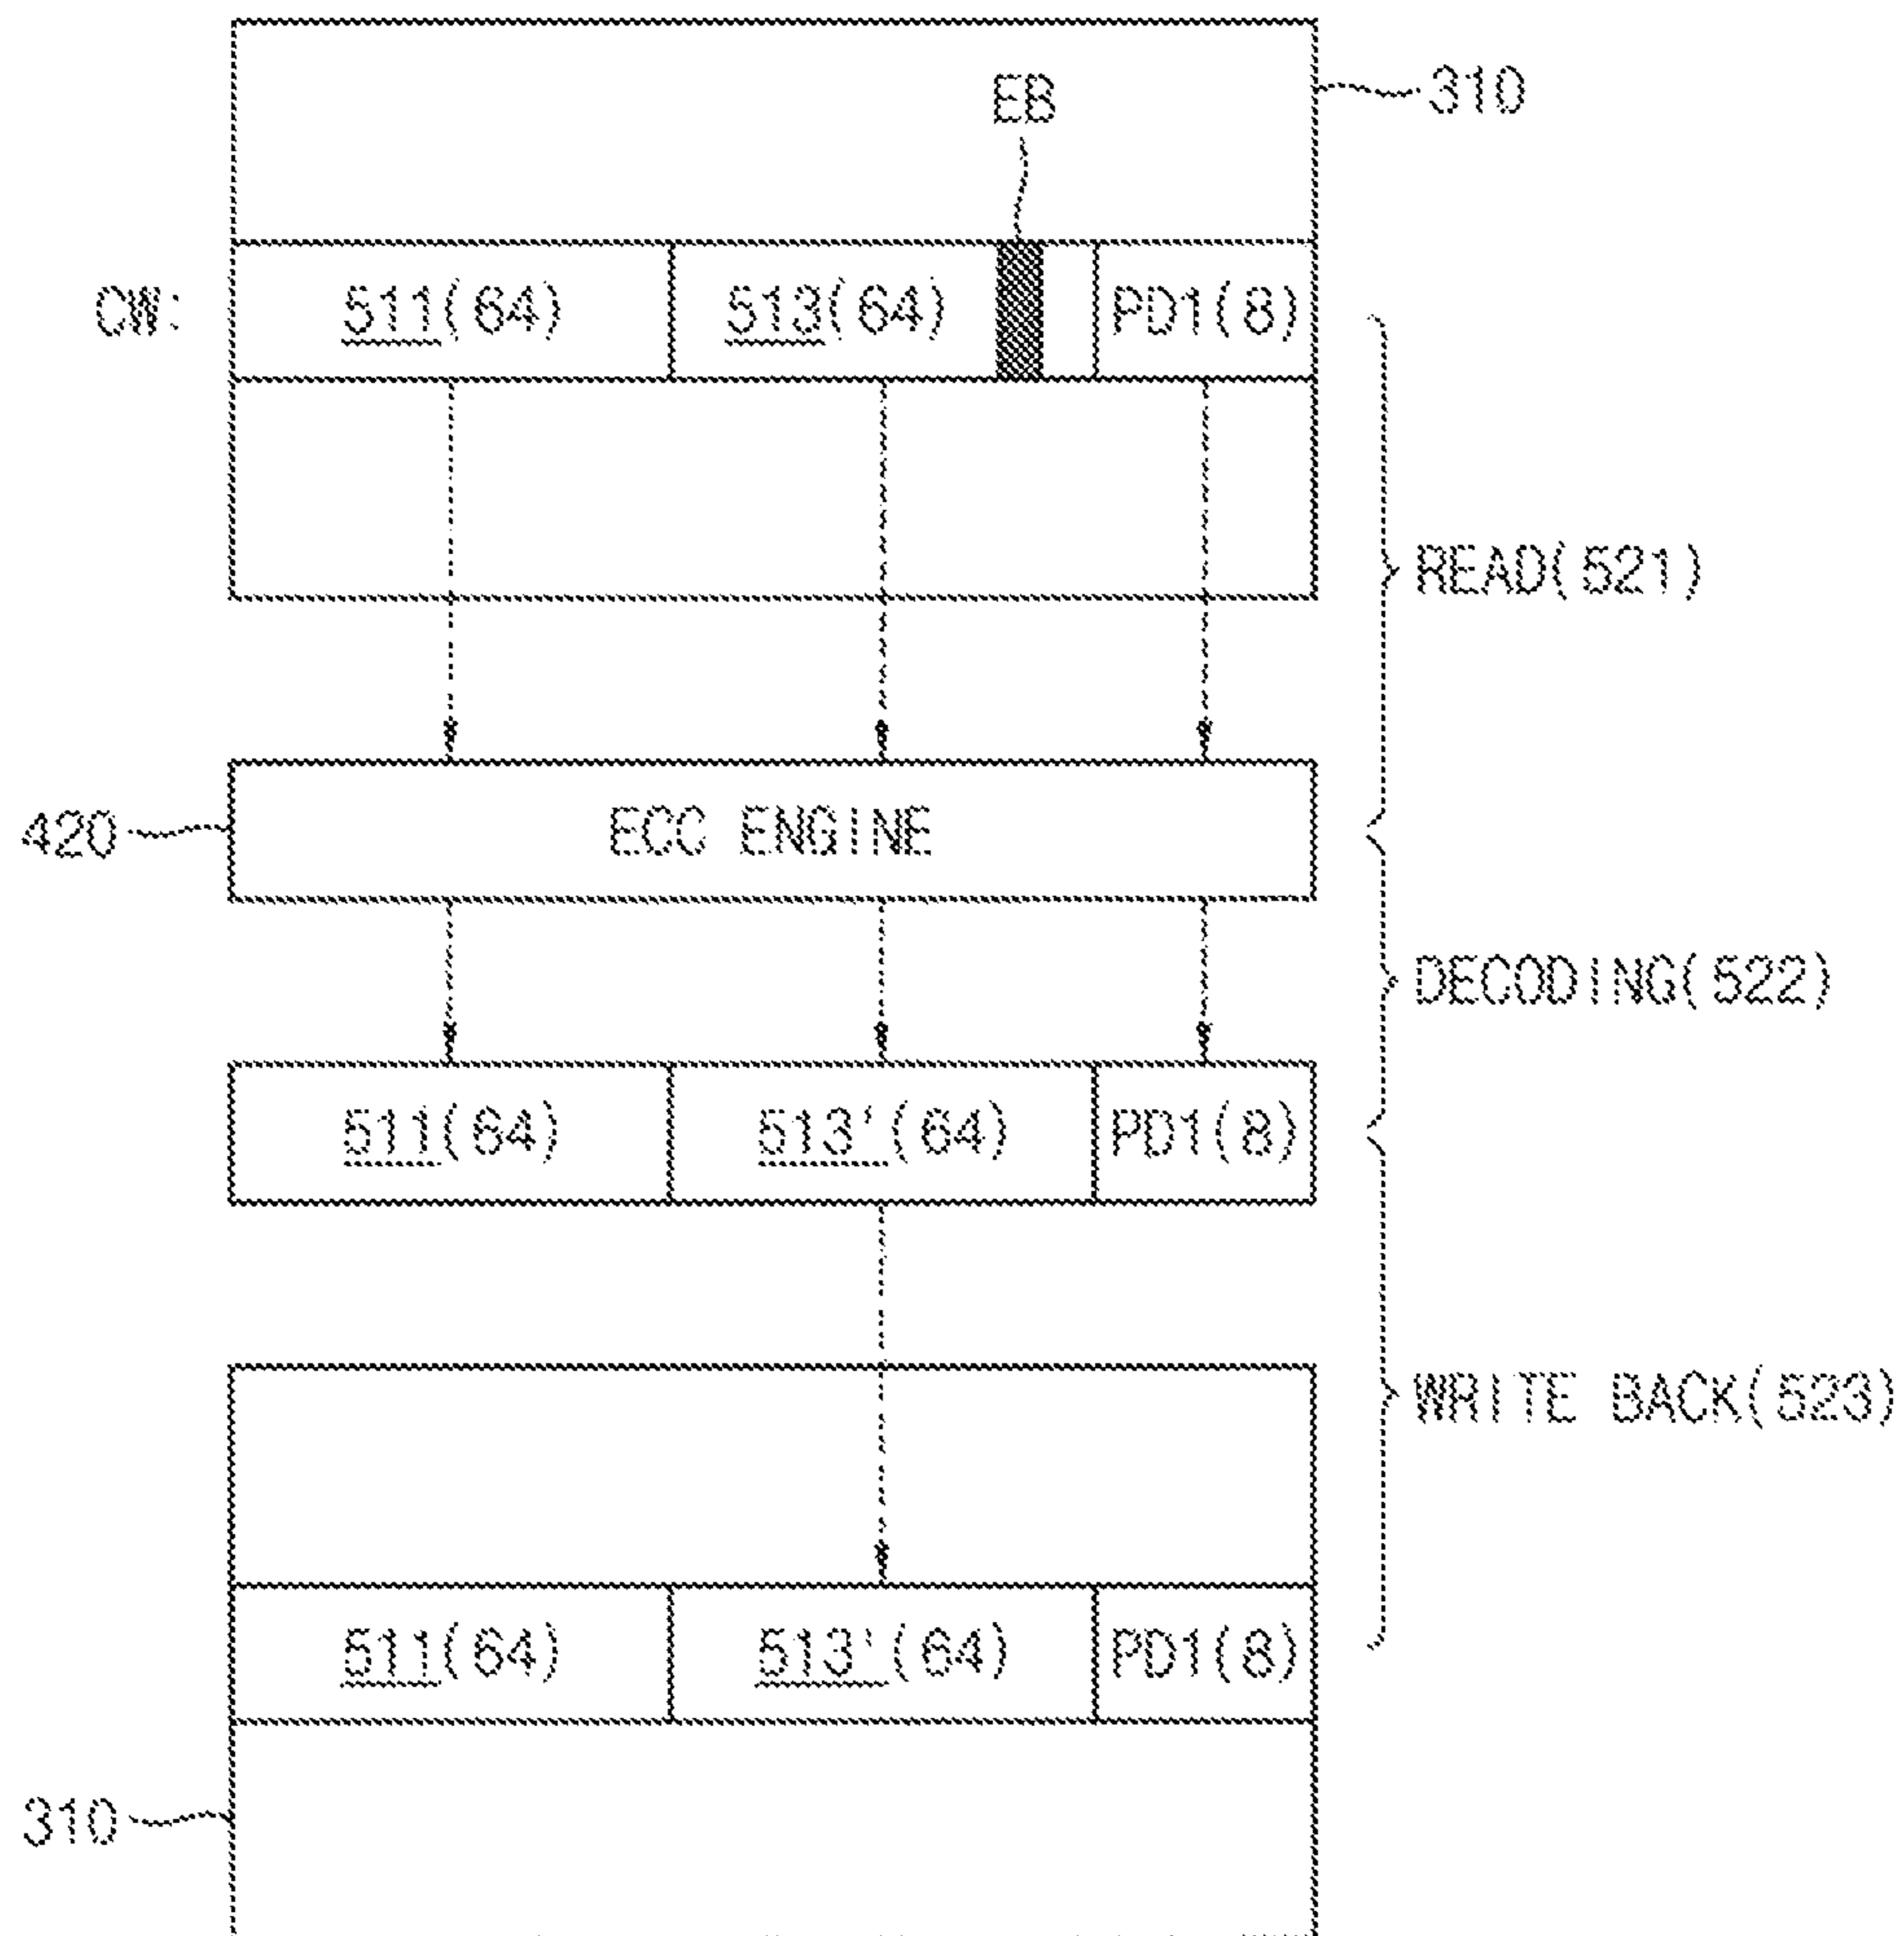 310
EB
CW: 511(64) 513(64) PD1(8)
READ(521)
420 ECC ENGINE
DECODING(522)
511(64) 513'(64) PD1(8)
WRITE BACK(523)
511(64) 513'(64) PD1(8)
310